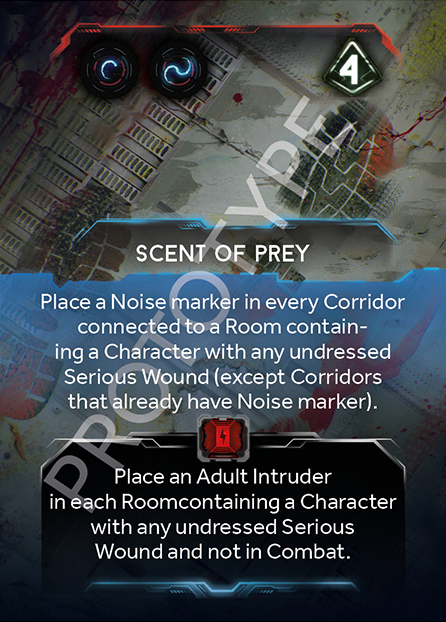 4
SCENT OF PREY
Place a Noise marker in every Corridor
connected to a Room contain-
ing a Character with any undressed
Serious Wound (except Corridors
that already have Noise marker).
Place an Adult Intruder
in each Roomcontaining a Character
with any undressed Serious
Wound and not in Combat.
PROTOTYPE